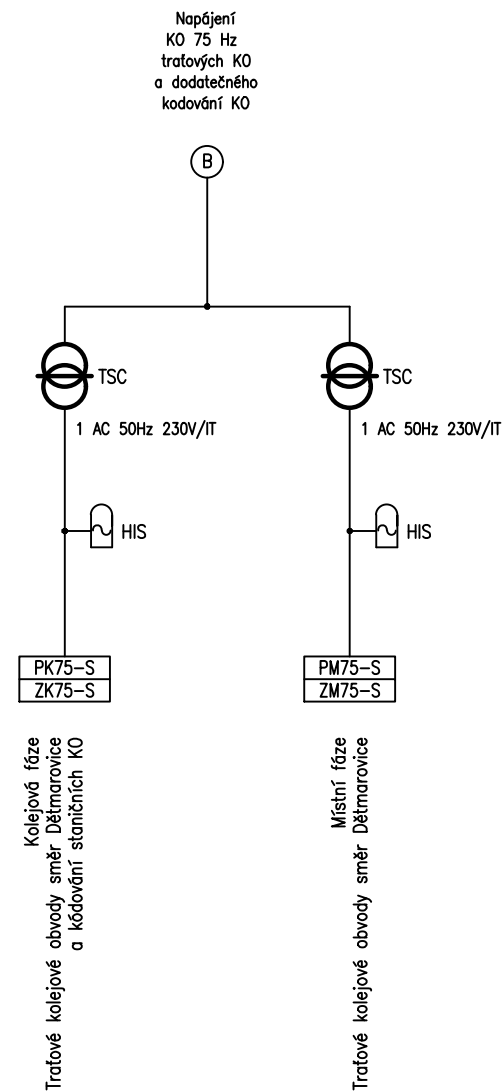 Napájení
KO 75 Hz
traťových KO
a dodatečného
kodování KO
B
TSC
TSC
1 AC 50Hz 230V/IT
1 AC 50Hz 230V/IT
HIS
HIS
PK75-S
ZK75-S
PM75-S
ZM75-S
Kolejová fáze
Traťové kolejové obvody směr Dětmarovice
a kódování staničních KO
Místní fáze
Traťové kolejové obvody směr Dětmarovice